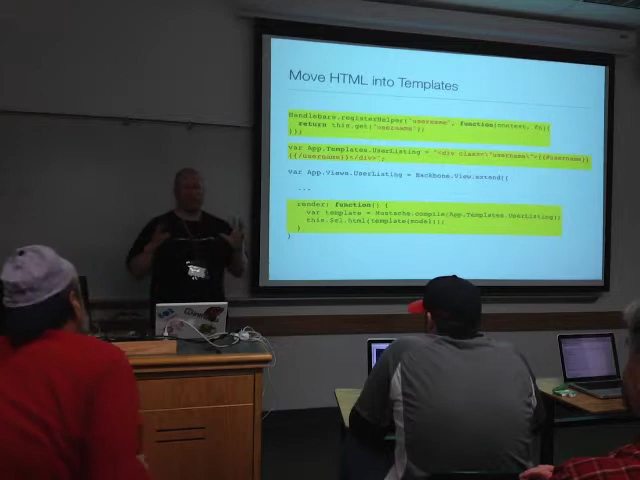 Move HTML into Templates
Handlebars.registerHelper("username", function(context, fn){
return this.get("username");
});
var App.Templates.UserListing = "<div class=\"username\">{{#username}}
{{/username}}</div>";
var App.Views.UserListing = Backbone.View.extend({
...
render: function() {
var template = Mustache.compile(App.Templates.UserListing);
this.$el.html(template(model));
}
}